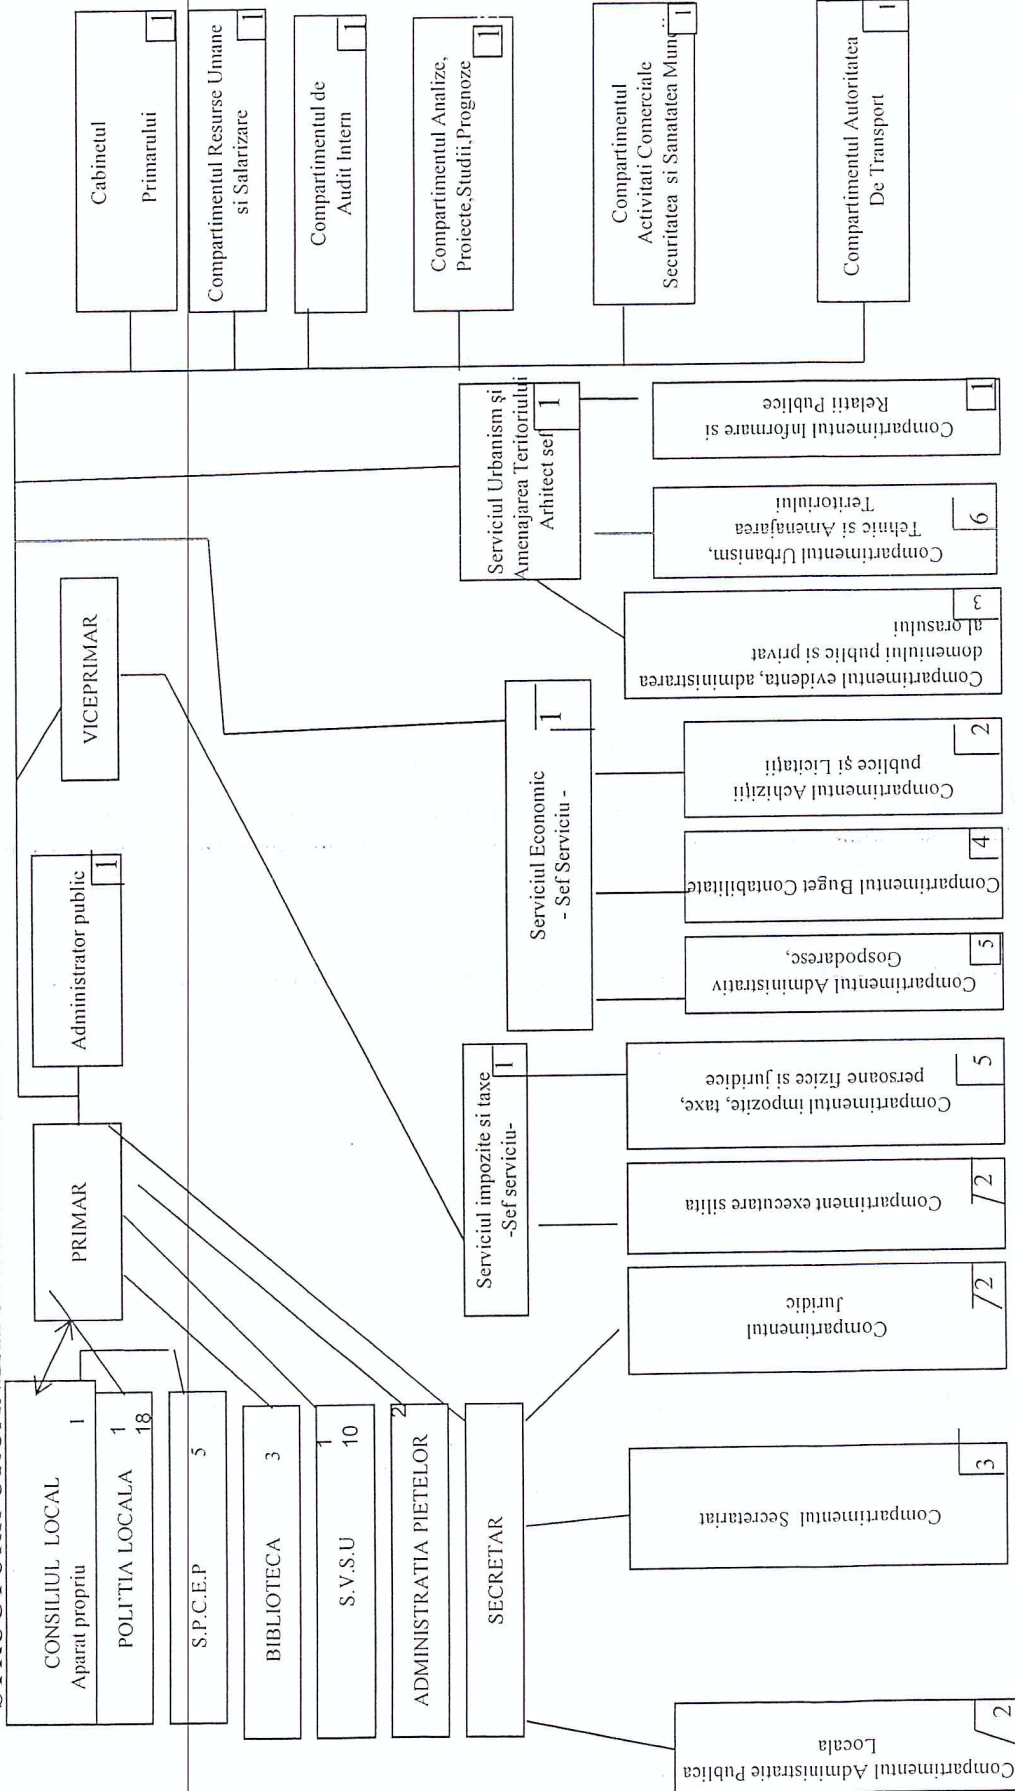 CONSILIUL LOCAL
Aparat propriu
1
POLITIA LOCALA
1
18
S.P.C.E.P
5
BIBLIOTECA
3
S.V.S.U
1
10
ADMINISTRATIA PIETELOR
2
SECRETAR
PRIMAR
Administrator public
1
VICEPRIMAR
Cabinetul
Primarului
1
Compartimentul Resurse Umane
si Salarizare
1
Compartimentul de
Audit Intern
1
Compartimentul Analize,
Proiecte,Studii,Prognoze
1
Compartimentul
Activitati Comerciale
Securitatea si Sanatatea
1
Compartimentul Autoritatea
De Transport
1
Serviciul impozite si taxe
-Sef serviciu-
1
Serviciul Economic
- Sef Serviciu -
1
Serviciul Urbanism şi
Amenajarea Teritoriului
Arhitect sef
1
Compartimentul Administratie Publica
Locala
2
Compartimentul Secretariat
3
Compartimentul
Juridic
2
Compartiment executare silita
2
Compartimentul impozite, taxe,
persoane fizice si juridice
5
Compartimentul Administrativ
Gospodaresc,
5
Compartimentul Buget Contabilitate
4
Compartimentul Achiziţii
publice şi Licitaţii
2
Compartimentul evidenta, administrarea
domeniului public si privat
al orasului
3
Compartimentul Urbanism,
Tehnic si Amenajarea
Teritoriului
6
Compartimentul Informare si
Relatii Publice
1